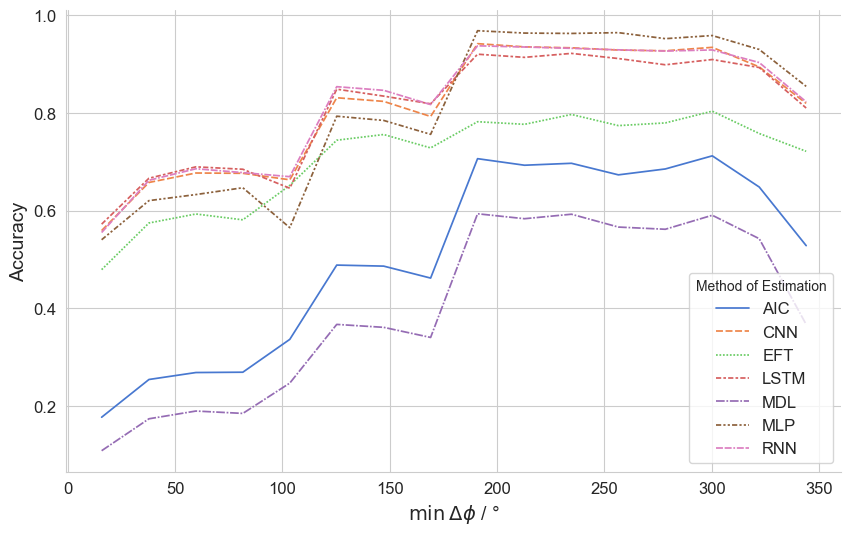 1.0
0.8
0.6
0.4
0.2
Accuracy
0
50
100
150
200
250
300
350
min Δϕ / °
Method of Estimation
AIC
CNN
EFT
LSTM
MDL
MLP
RNN